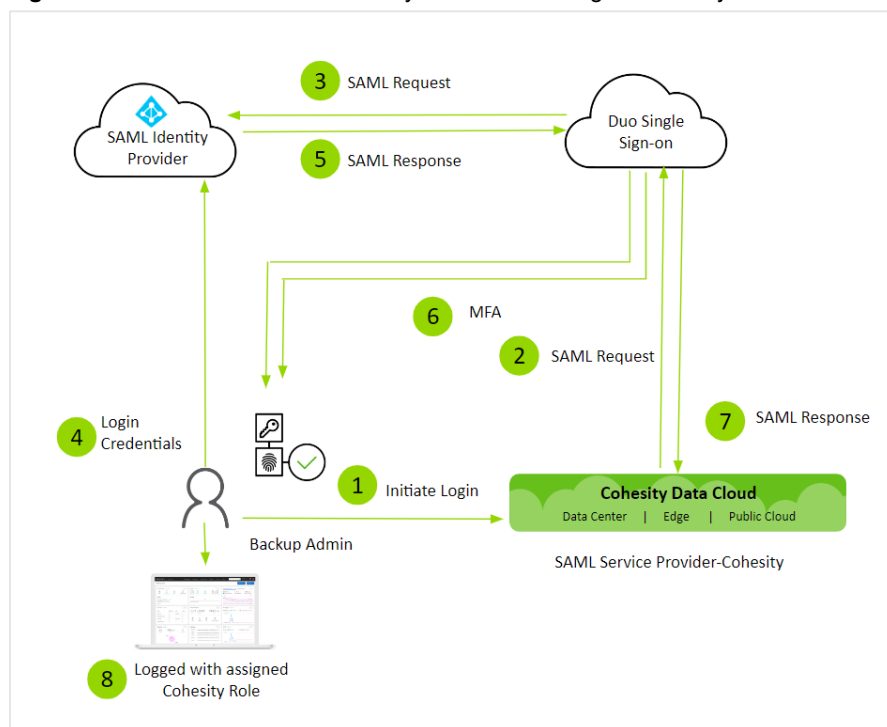 3 SAML Request
SAML Identity
Provider
Duo Single
Sign-on
5 SAML Response
6 MFA
2 SAML Request
7 SAML Response
4 Login
Credentials
1 Initiate Login
Cohesity Data Cloud
Data Center | Edge | Public Cloud
Backup Admin
SAML Service Provider-Cohesity
8 Logged with assigned
Cohesity Role